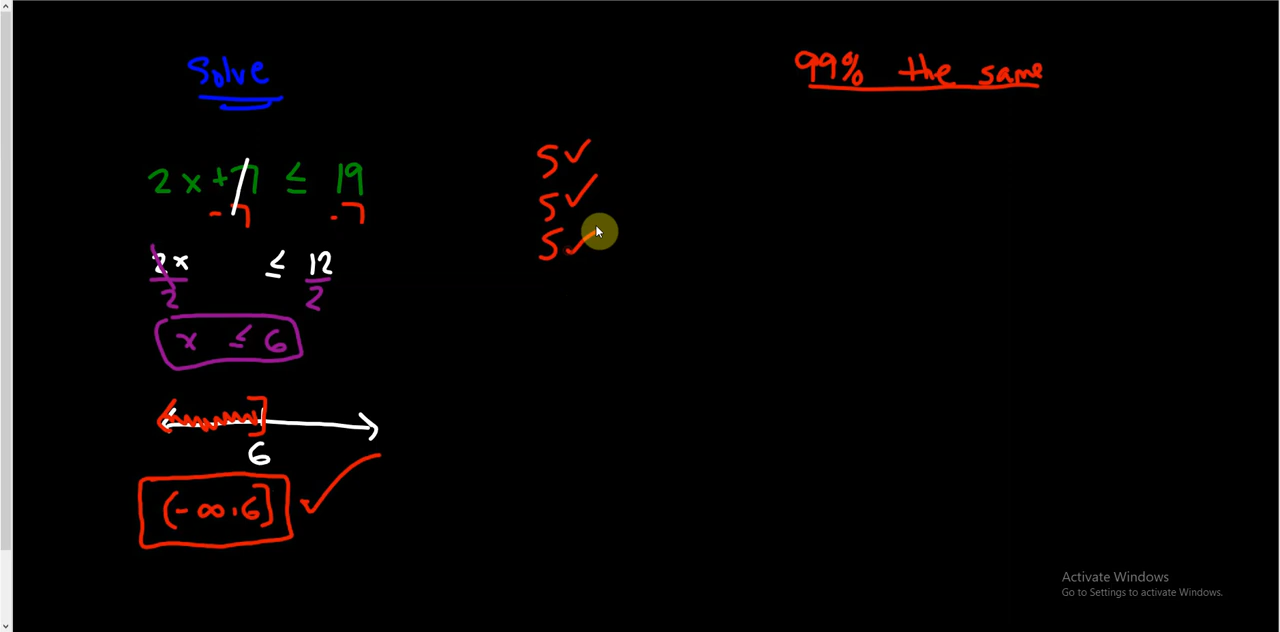 Solve
99% the same
2x+7 ≤ 19
-7 -7
2x ≤ 12
2 2
x ≤ 6
6
(-∞,6]
5✓
5✓
5✓
Activate Windows
Go to Settings to activate Windows.